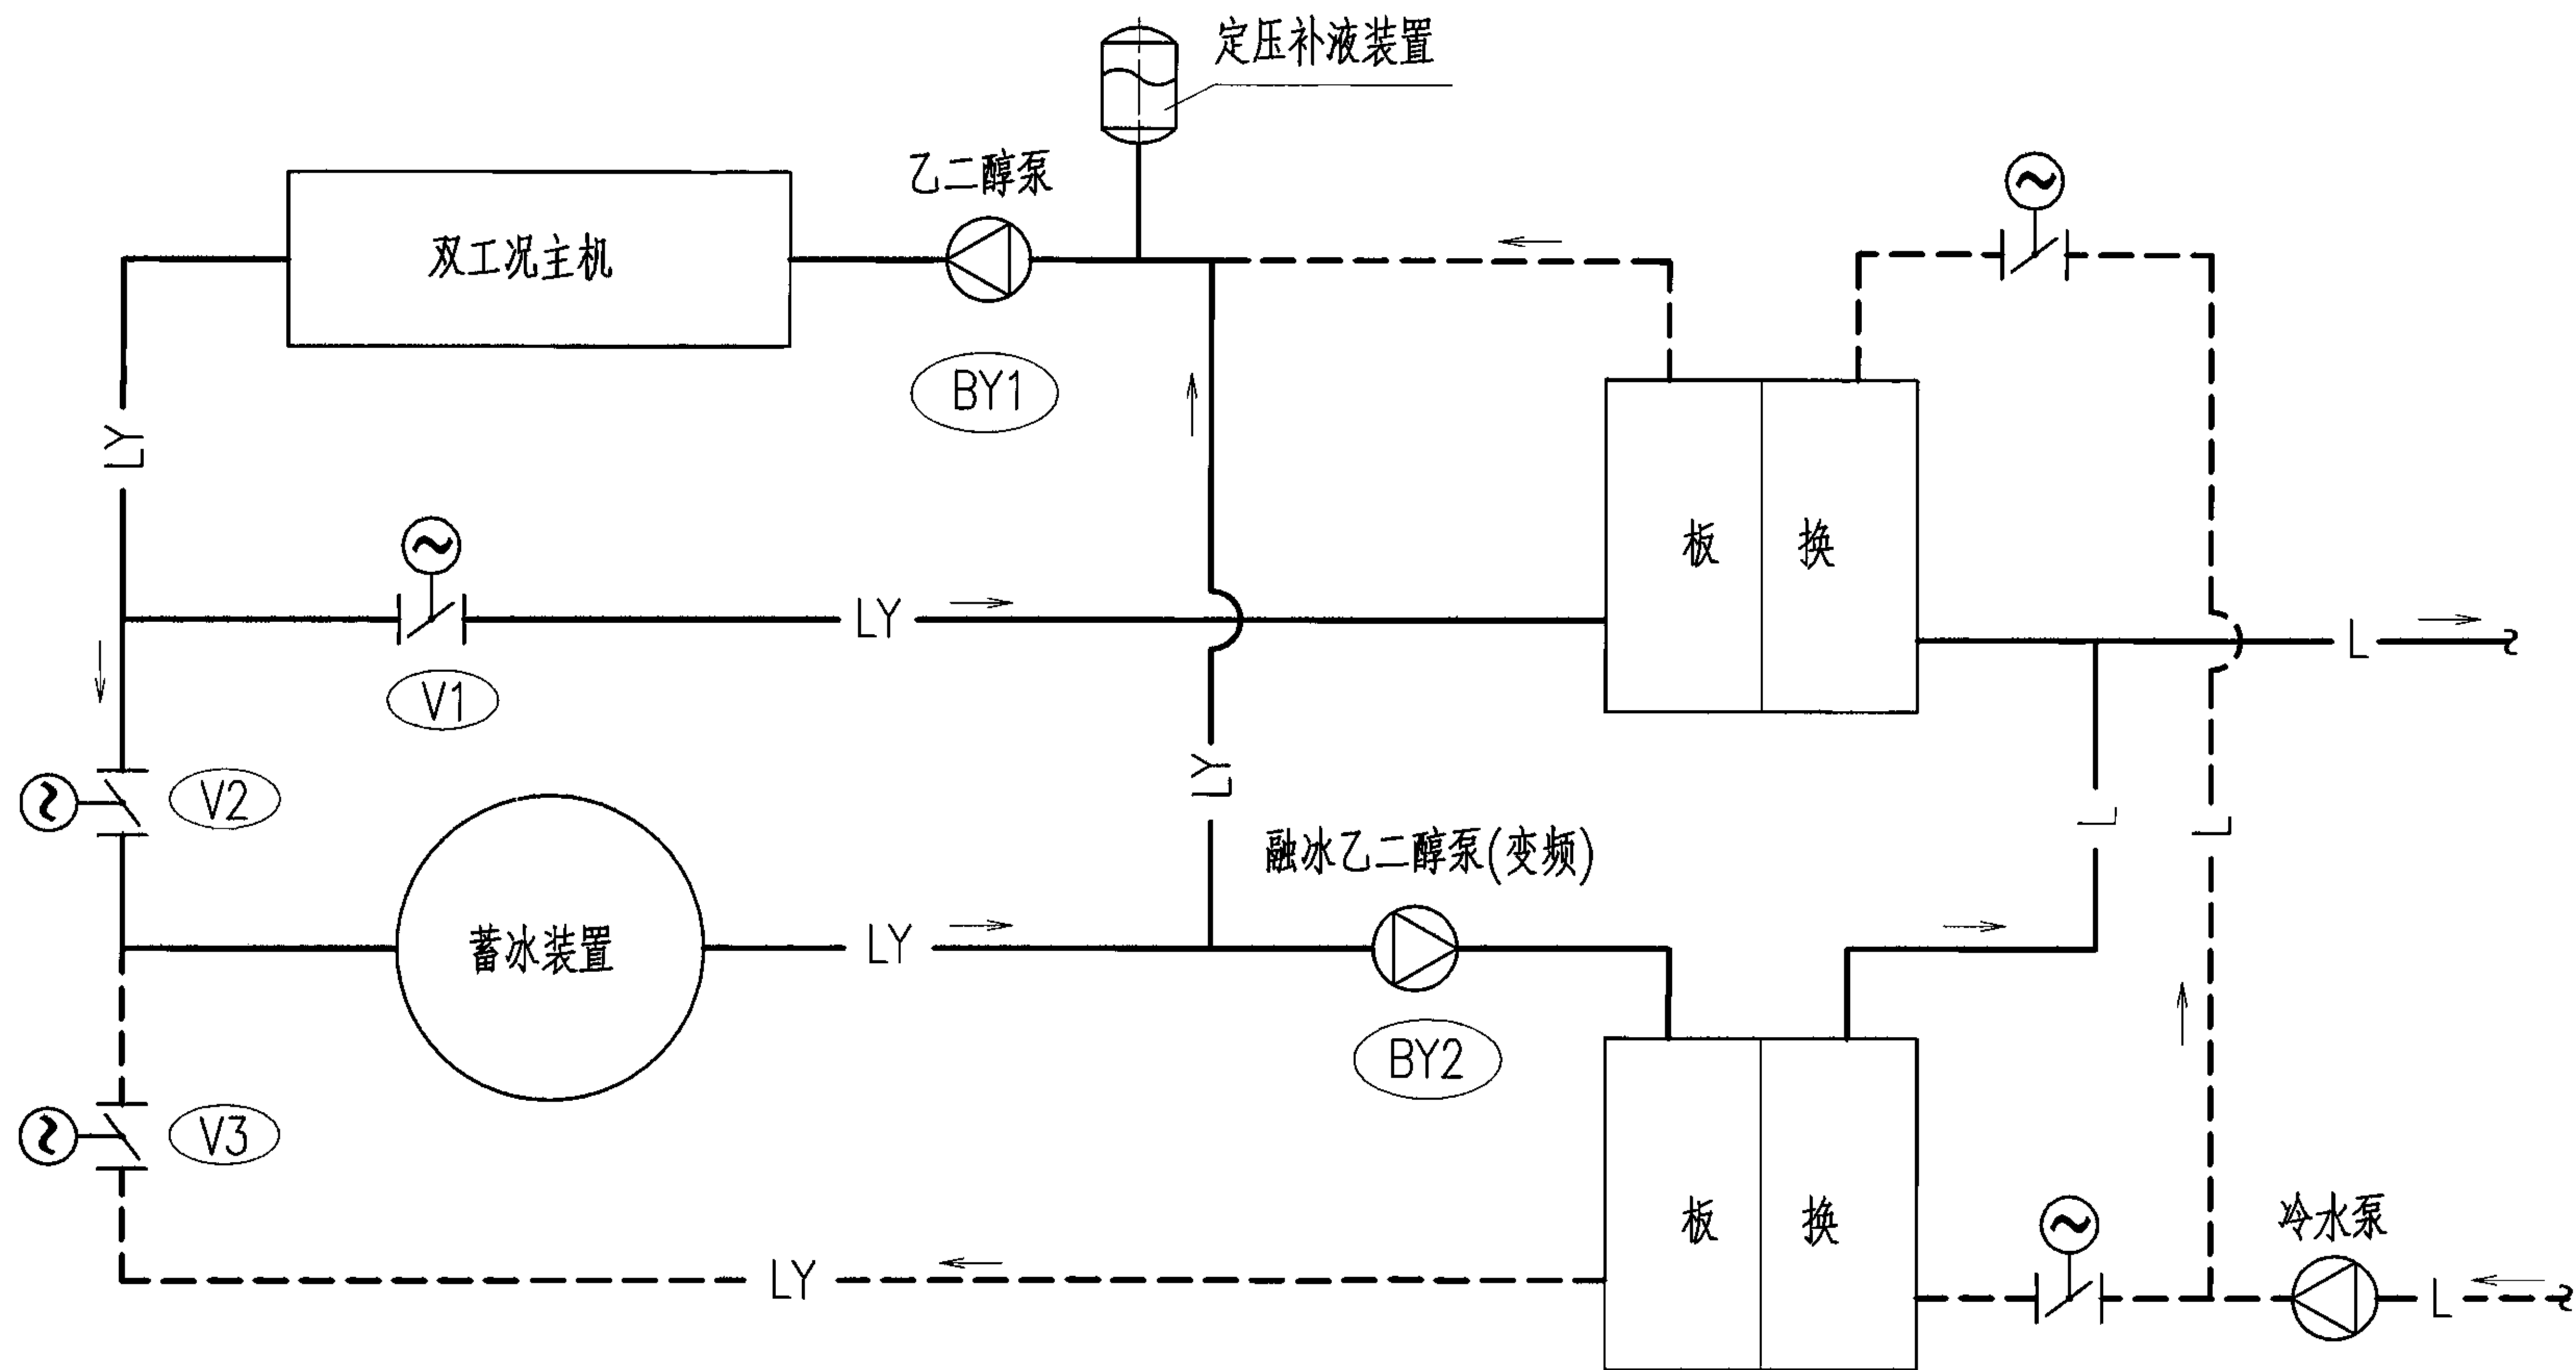 定压补液装置
乙二醇泵
双工况主机
BY1
LY
板 换
V1
LY
L
V2
LY
L
L
融冰乙二醇泵(变频)
蓄冰装置
LY
BY2
V3
板 换
冷水泵
LY
L